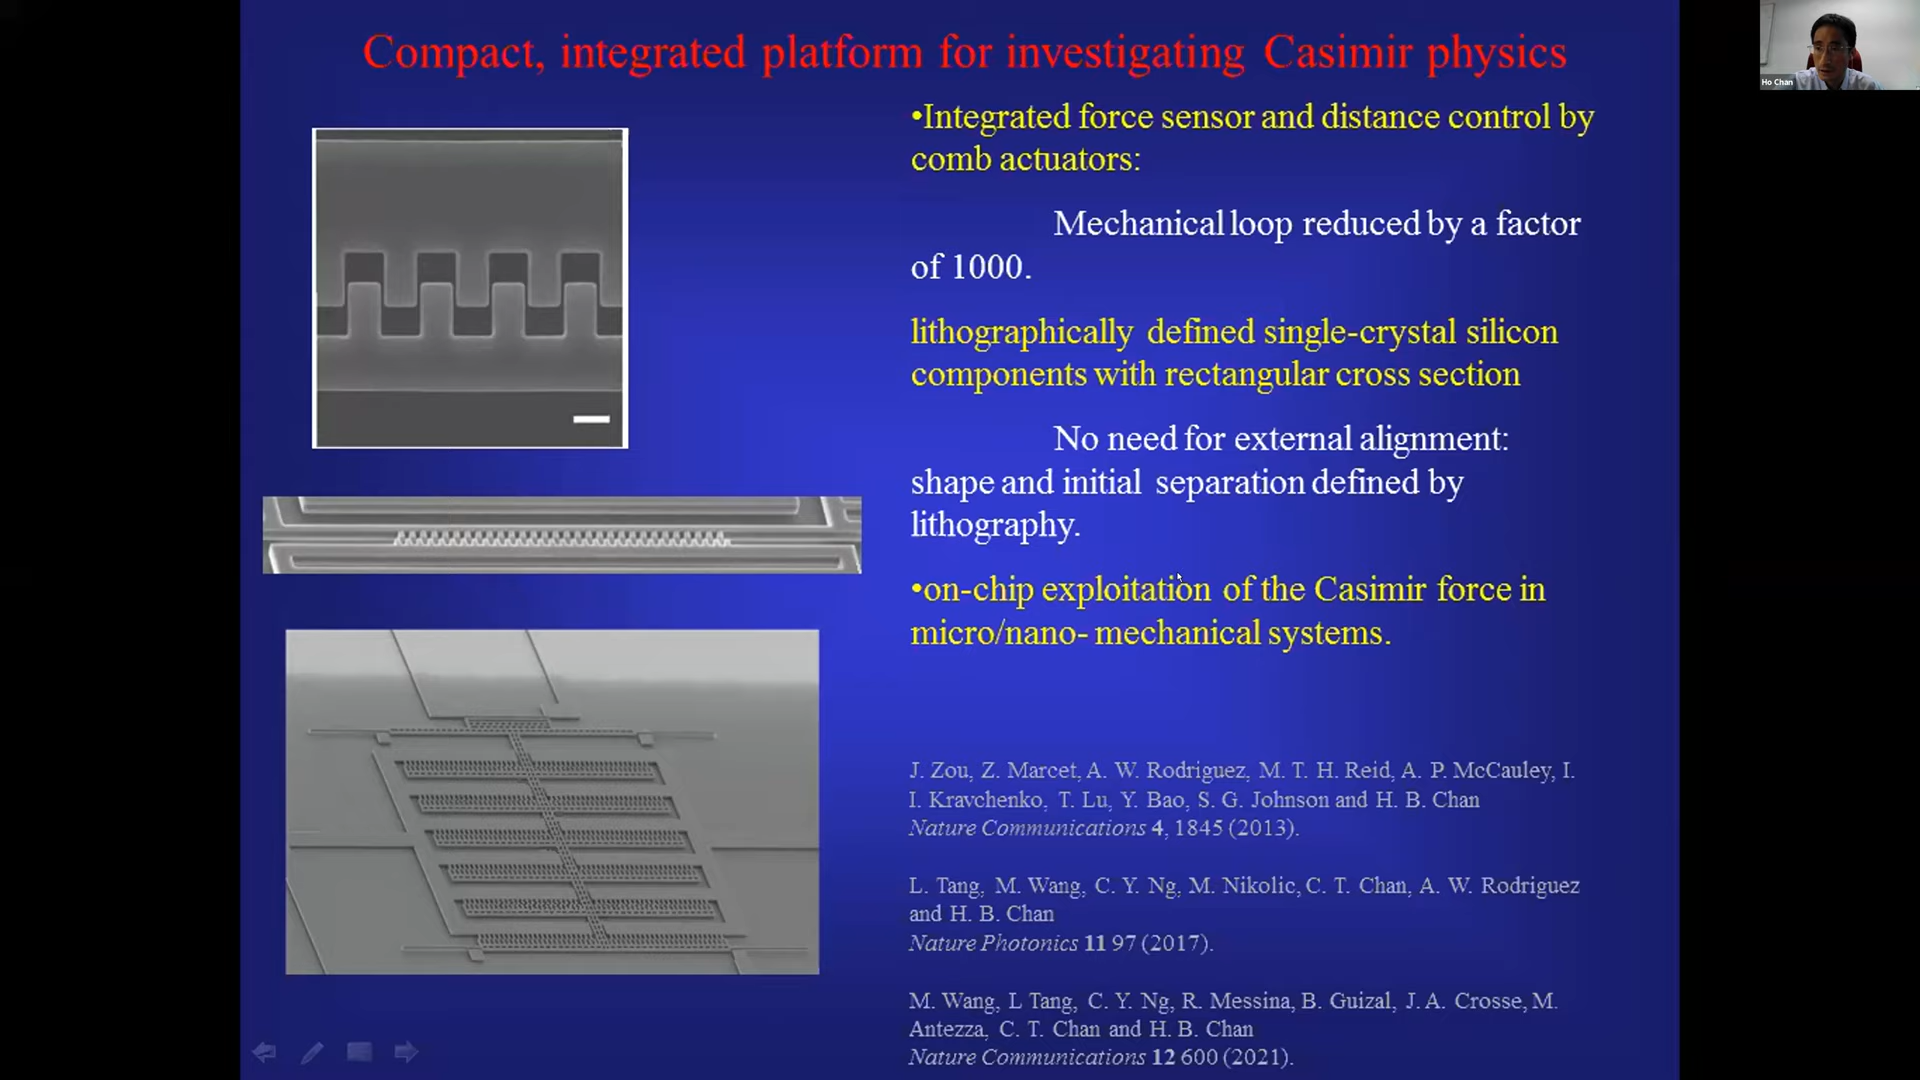 Compact, integrated platform for investigating Casimir physics
Ho Chan
•Integrated force sensor and distance control by
comb actuators:
Mechanical loop reduced by a factor
of 1000.
lithographically defined single-crystal silicon
components with rectangular cross section
No need for external alignment:
shape and initial separation defined by
lithography.
•on-chip exploitation of the Casimir force in
micro/nano- mechanical systems.
J. Zou, Z. Marcet, A. W. Rodriguez, M. T. H. Reid, A. P. McCauley, I.
I. Kravchenko, T. Lu, Y. Bao, S. G. Johnson and H. B. Chan
Nature Communications 4, 1845 (2013).
L. Tang, M. Wang, C. Y. Ng, M. Nikolic, C. T. Chan, A. W. Rodriguez
and H. B. Chan
Nature Photonics 11 97 (2017).
M. Wang, L Tang, C. Y. Ng, R. Messina, B. Guizal, J. A. Crosse, M.
Antezza, C. T. Chan and H. B. Chan
Nature Communications 12 600 (2021).